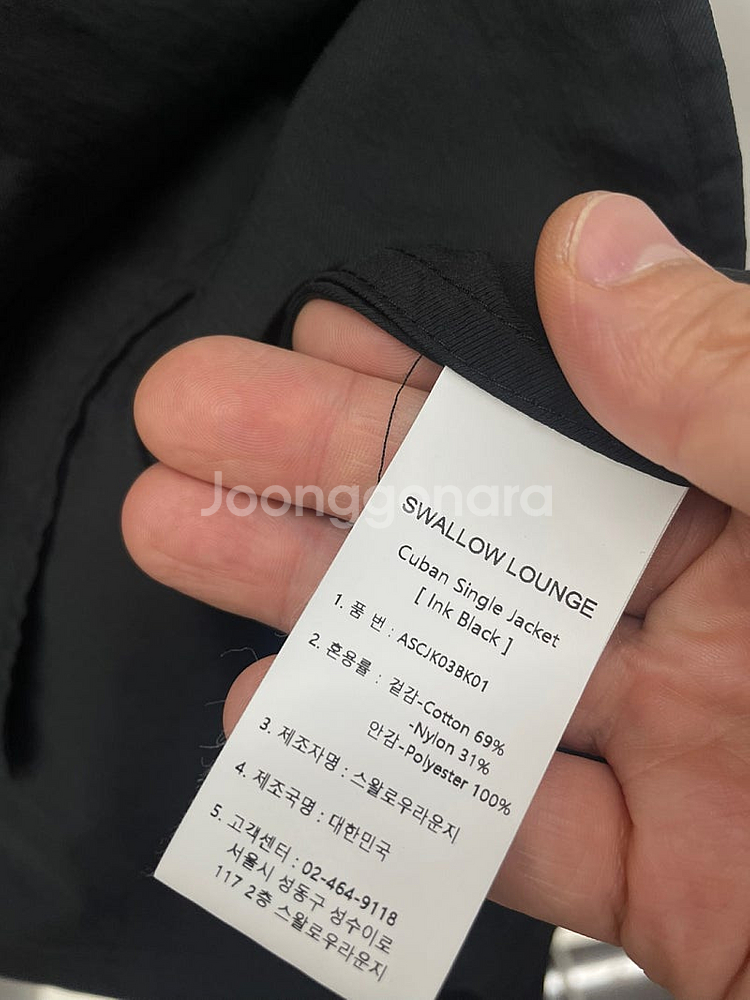 Joonggonara
SWALLOW LOUNGE
Cuban Single Jacket
[ Ink Black ]
1. 품 번 : ASCJK03BK01
2. 혼용률 : 겉감-Cotton 69%
-Nylon 31%
안감-Polyester 100%
3. 제조자명 : 스왈로우라운지
4. 제조국명 : 대한민국
5. 고객센터 : 02-464-9118
서울시 성동구 성수이로
117 2층 스왈로우라운지